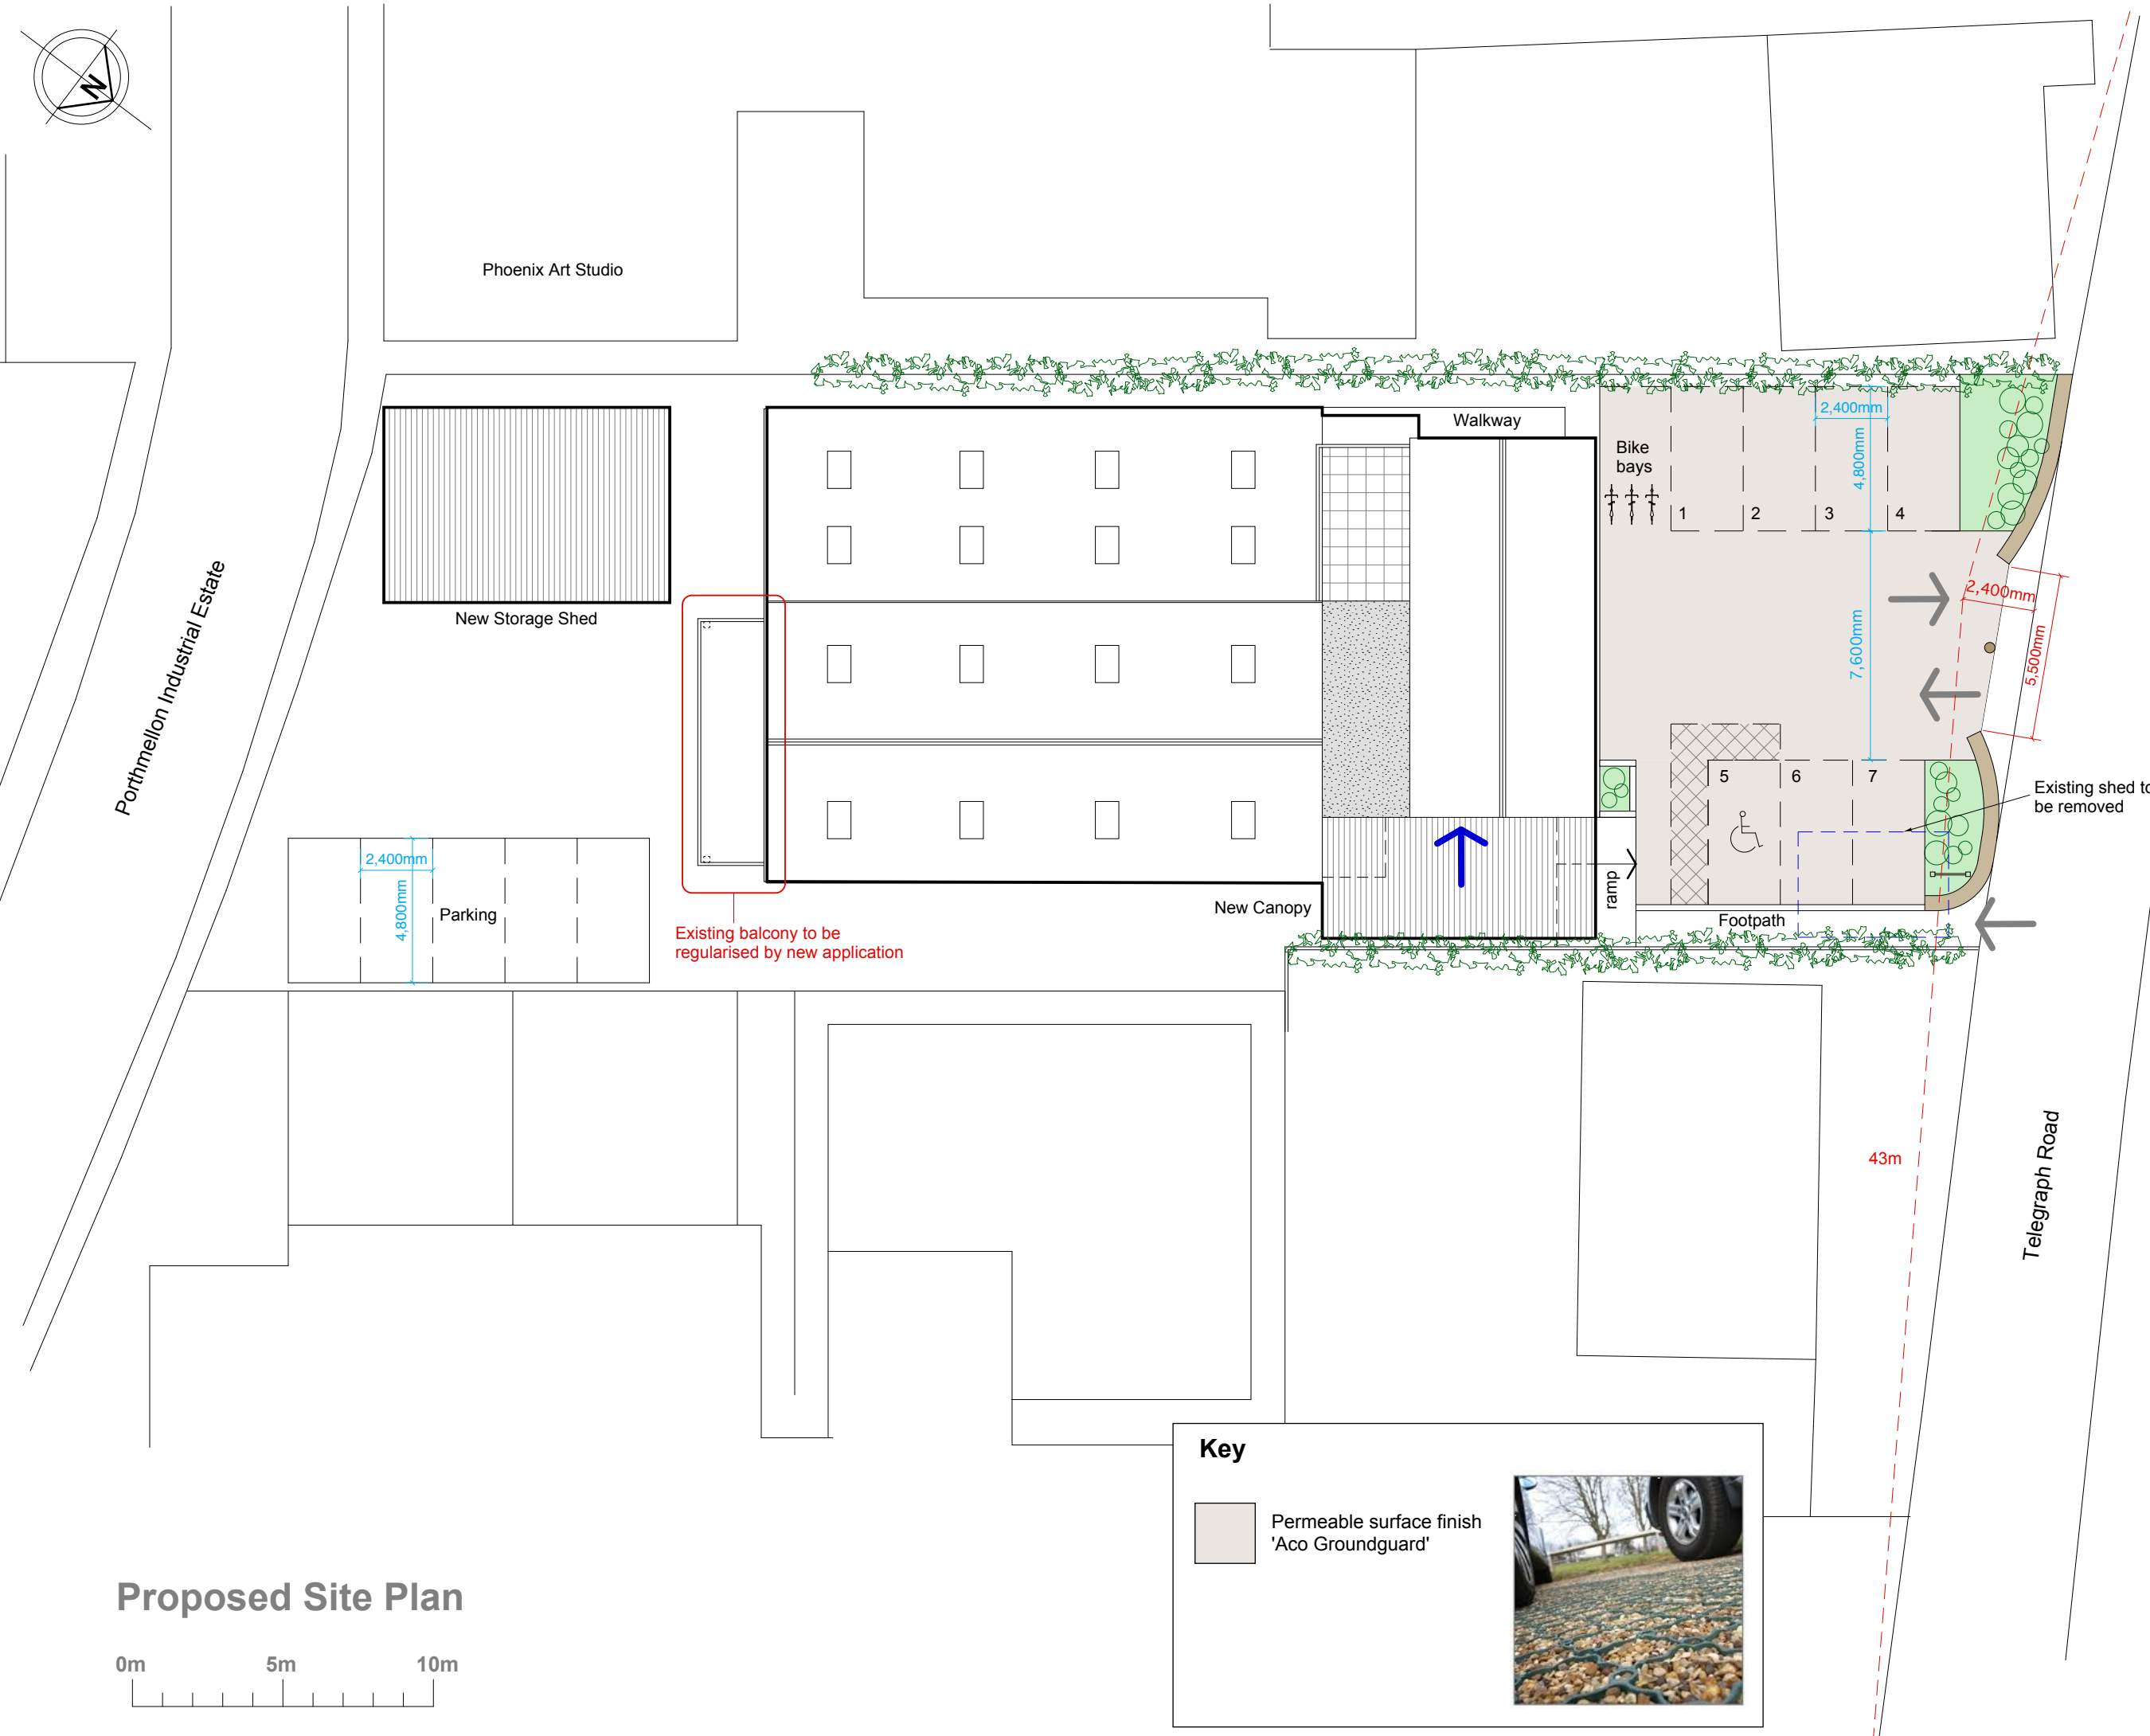 N
Phoenix Art Studio
Walkway
Bike
bays
2,400mm
4,800mm
1
2
3
4
2,400mm
5,500mm
7,600mm
Porthmellon Industrial Estate
New Storage Shed
5
6
7
Existing shed to
be removed
2,400mm
4,800mm
Parking
New Canopy
ramp
Footpath
Existing balcony to be
regularised by new application
43m
Telegraph Road
Key
Permeable surface finish
'Aco Groundguard'
Proposed Site Plan
0m
5m
10m